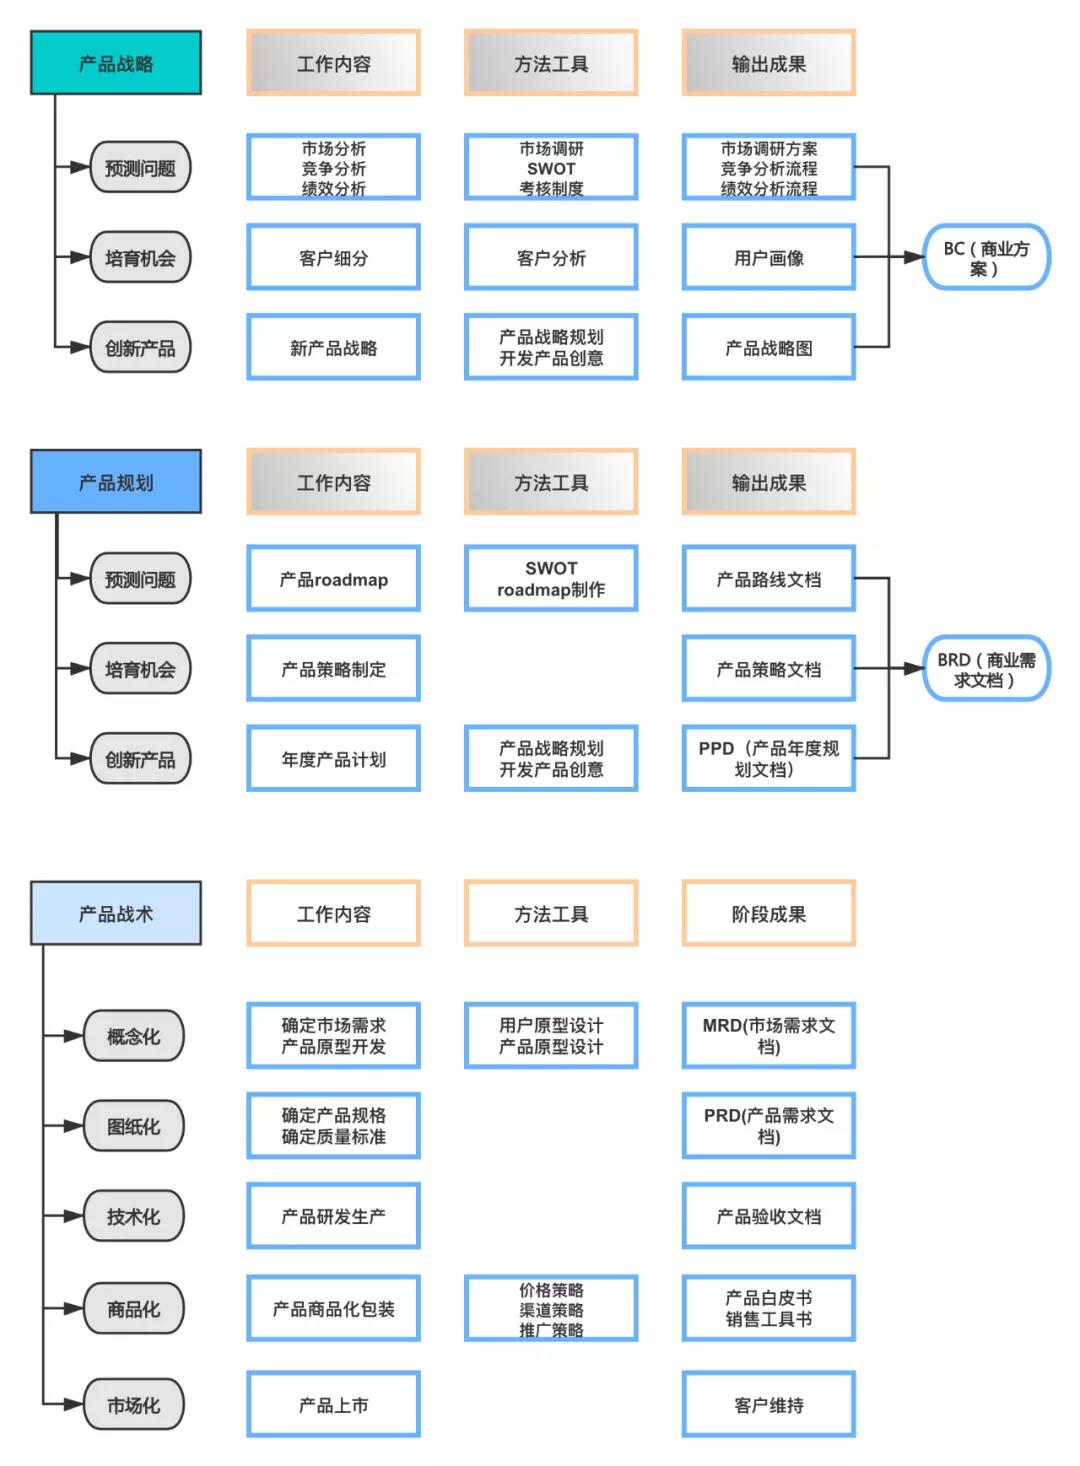 产品战略
工作内容
方法工具
输出成果
预测问题
市场分析
竞争分析
绩效分析
市场调研
SWOT
考核制度
市场调研方案
竞争分析流程
绩效分析流程
培育机会
客户细分
客户分析
用户画像
BC（商业方
案）
创新产品
新产品战略
产品战略规划
开发产品创意
产品战略图
产品规划
工作内容
方法工具
输出成果
预测问题
产品roadmap
SWOT
roadmap制作
产品路线文档
培育机会
产品策略制定
产品策略文档
BRD（商业需
求文档）
创新产品
年度产品计划
产品战略规划
开发产品创意
PPD（产品年度规
划文档）
产品战术
工作内容
方法工具
阶段成果
概念化
确定市场需求
产品原型开发
用户原型设计
产品原型设计
MRD(市场需求文
档)
图纸化
确定产品规格
确定质量标准
PRD(产品需求文
档)
技术化
产品研发生产
产品验收文档
商品化
产品商品化包装
价格策略
渠道策略
推广策略
产品白皮书
销售工具书
市场化
产品上市
客户维持